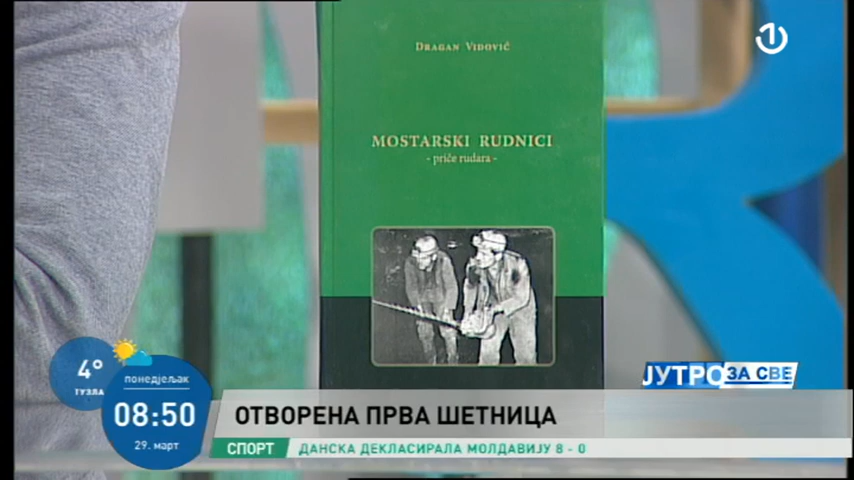 DRAGAN VIDOVIĆ
MOSTARSKI RUDNICI
- priče rudara -
4°
ТУЗЛА
понедјељак
08:50
29. март
ЈУТРО ЗА СВЕ
ОТВОРЕНА ПРВА ШЕТНИЦА
СПОРТ
ДАНСКА ДЕКЛАСИРАЛА МОЛДАВИЈУ 8 - 0